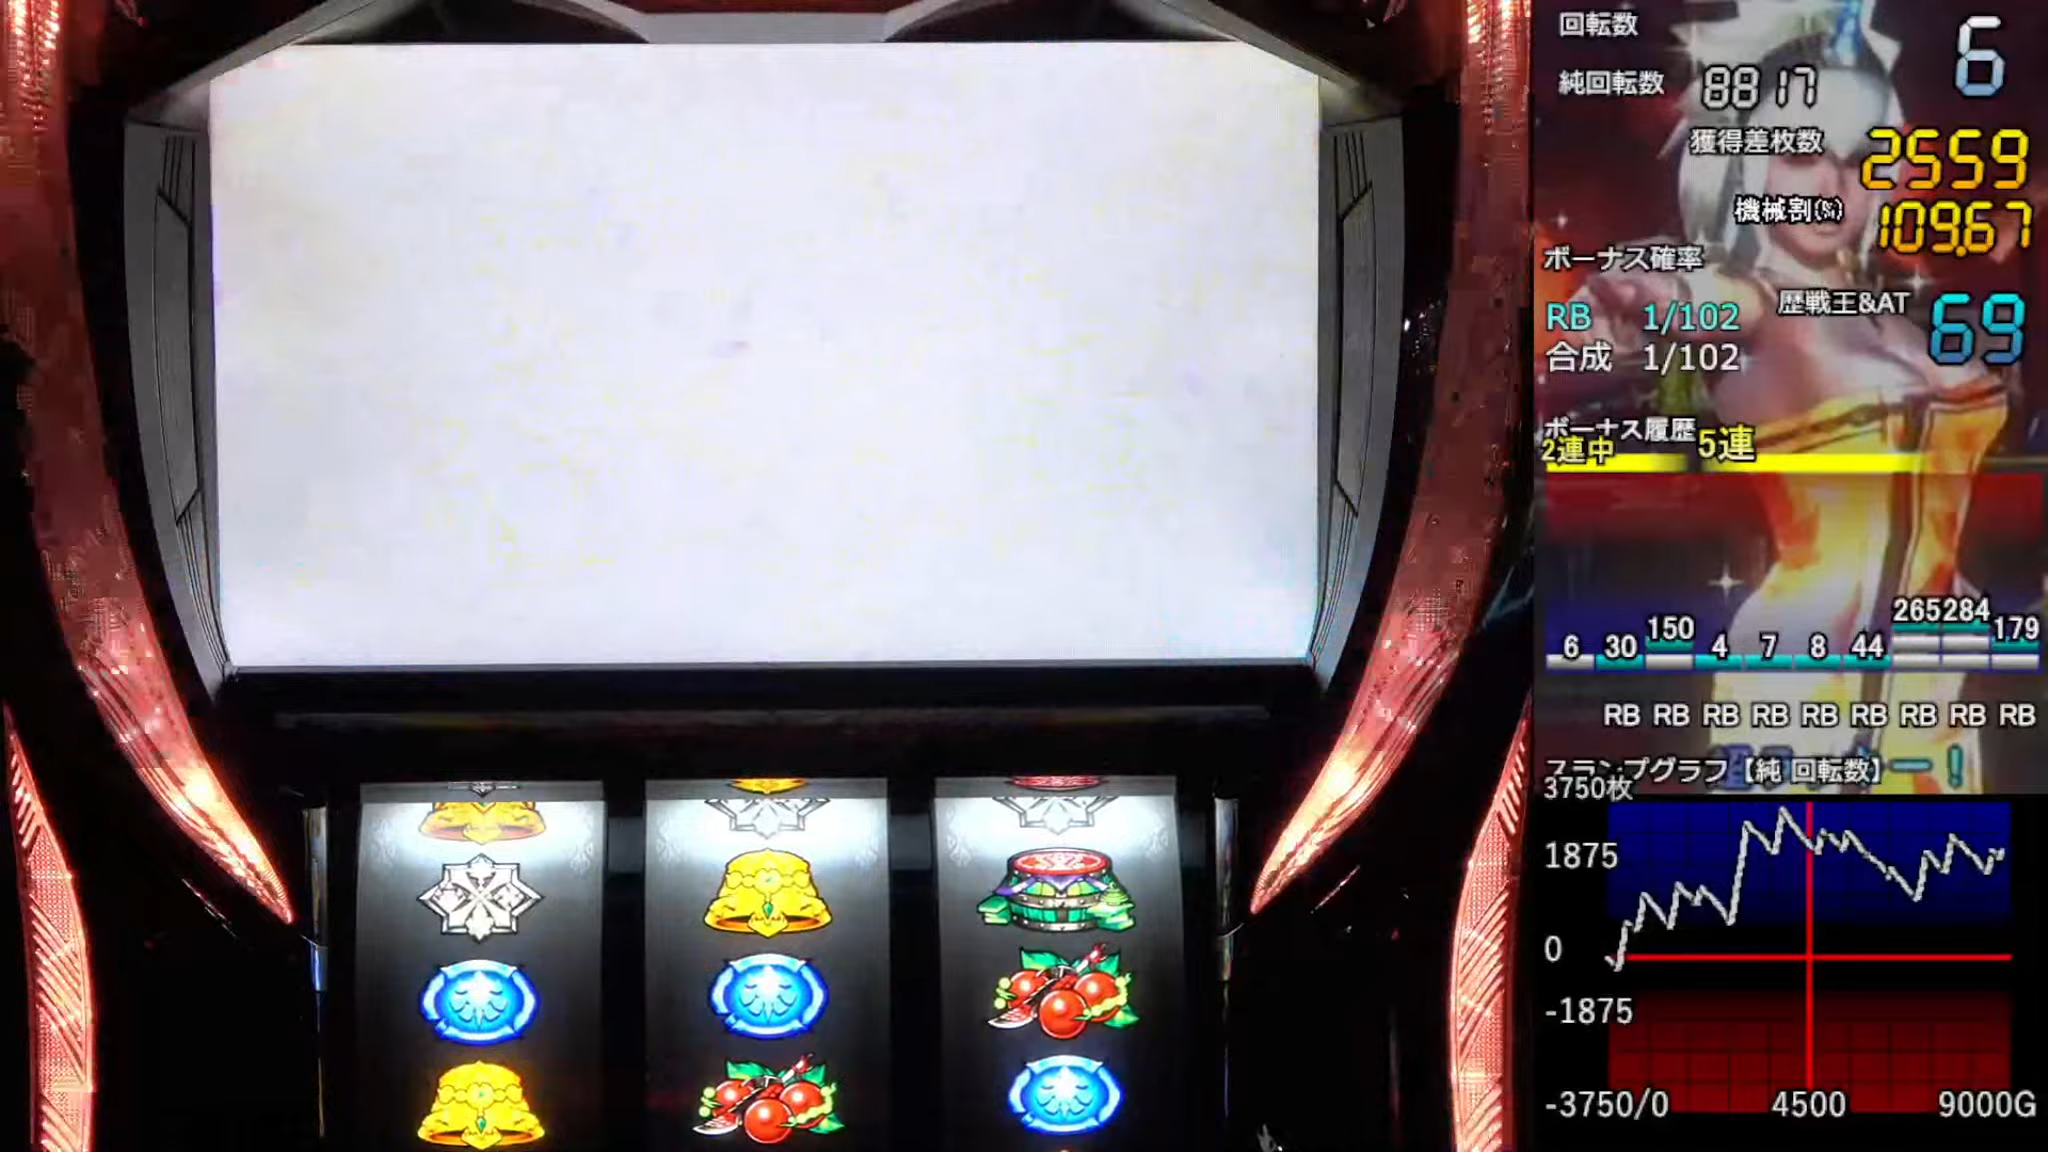 回転数 6
純回転数 8817
獲得差枚数 2559
機械割(%) 109.67
ボーナス確率
RB 1/102 歴戦王&AT 69
合成 1/102
ボーナス履歴
2連中 5連
6 30 150 4 7 8 44 265 284 179
RB RB RB RB RB RB RB RB RB
スランプグラフ【純 回転数】
3750枚
1875
0
-1875
-3750/0 4500 9000G